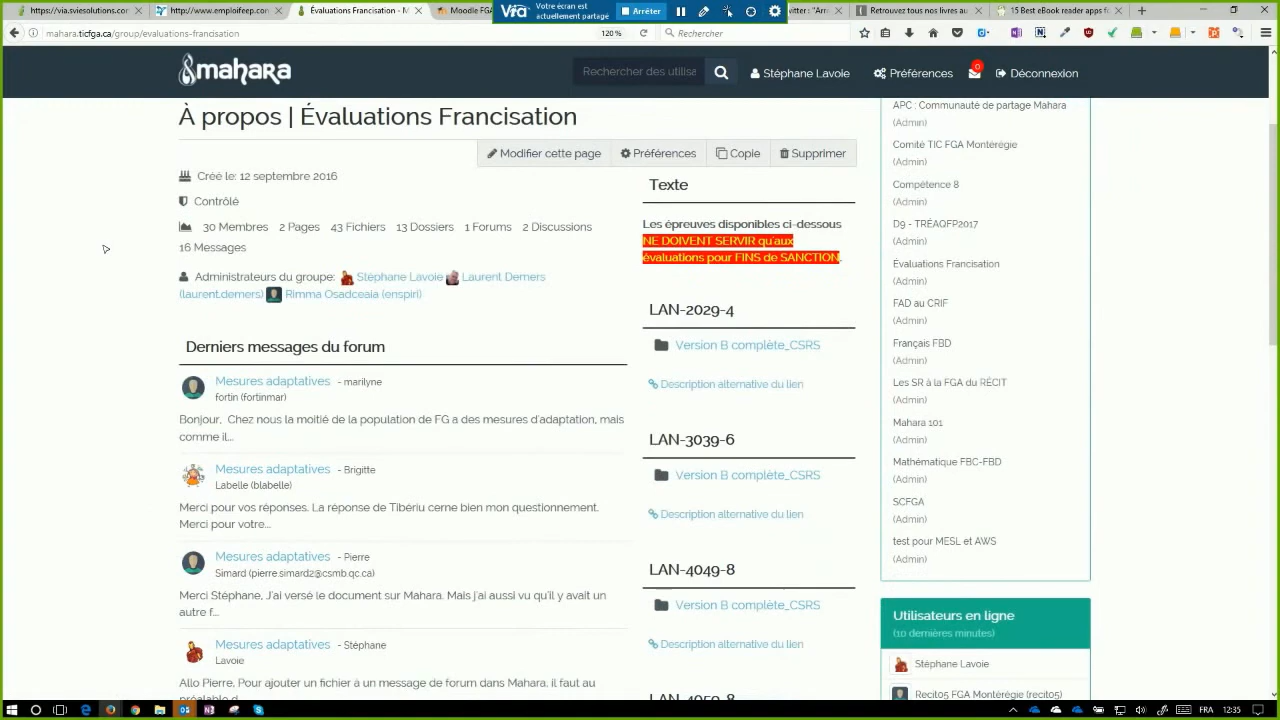 https://via.sviesolutions.com
http://www.emploifeep.com
Évaluations Francisation - M
Moodle FGA
Via
Votre écran est
actuellement partagé
Arrêter
: "Arr
Retrouvez tous nos livres au
15 Best eBook reader apps fo
mahara.ticfga.ca/group/evaluations-francisation
120 %
Rechercher
mahara
Rechercher des utilisa
Stéphane Lavoie
Préférences
0
Déconnexion
À propos | Évaluations Francisation
Modifier cette page
Préférences
Copie
Supprimer
Créé le: 12 septembre 2016
Contrôlé
30 Membres 2 Pages 43 Fichiers 13 Dossiers 1 Forums 2 Discussions
16 Messages
Administrateurs du groupe: Stéphane Lavoie Laurent Demers
(laurent.demers) Rimma Osadceaia (enspiri)
Derniers messages du forum
Mesures adaptatives - marilyne
fortin (fortinmar)
Bonjour, Chez nous la moitié de la population de FG a des mesures d'adaptation, mais
comme il...
Mesures adaptatives - Brigitte
Labelle (blabelle)
Merci pour vos réponses. La réponse de Tibériu cerne bien mon questionnement.
Merci pour votre...
Mesures adaptatives - Pierre
Simard (pierre.simard2@csmb.qc.ca)
Merci Stéphane, J'ai versé le document sur Mahara. Mais j'ai aussi vu qu'il y avait un
autre f...
Mesures adaptatives - Stéphane
Lavoie
Allo Pierre, Pour ajouter un fichier à un message de forum dans Mahara, il faut au
préalable d
Texte
Les épreuves disponibles ci-dessous
NE DOIVENT SERVIR qu'aux
évaluations pour FINS de SANCTION.
LAN-2029-4
Version B complète_CSRS
Description alternative du lien
LAN-3039-6
Version B complète_CSRS
Description alternative du lien
LAN-4049-8
Version B complète_CSRS
Description alternative du lien
LAN-4050-8
APC : Communauté de partage Mahara
(Admin)
Comité TIC FGA Montérégie
(Admin)
Compétence 8
(Admin)
D9 - TRÉAQFP2017
(Admin)
Évaluations Francisation
(Admin)
FAD au CRIF
(Admin)
Français FBD
(Admin)
Les SR à la FGA du RÉCIT
(Admin)
Mahara 101
(Admin)
Mathématique FBC-FBD
(Admin)
SCFGA
(Admin)
test pour MESL et AWS
(Admin)
Utilisateurs en ligne
(10 dernières minutes)
Stéphane Lavoie
Recit05 FGA Montérégie (recit05)
FRA
12:35